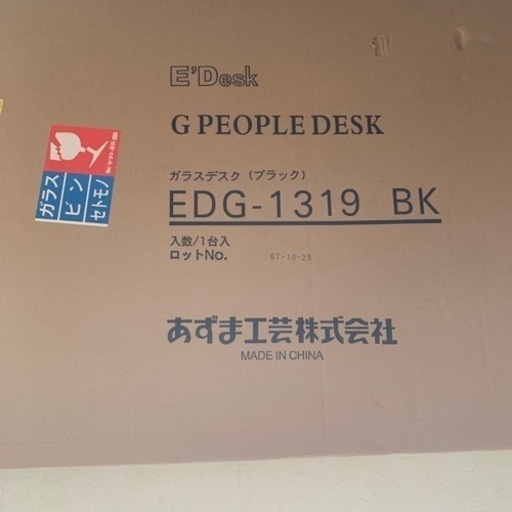 E'Desk
G PEOPLE DESK
ガラスデスク（ブラック）
EDG-1319 BK
入数/1台入
ロットNo. 07-10-25
あずま工芸株式会社
MADE IN CHINA
ガラス
ビン
セトモノ